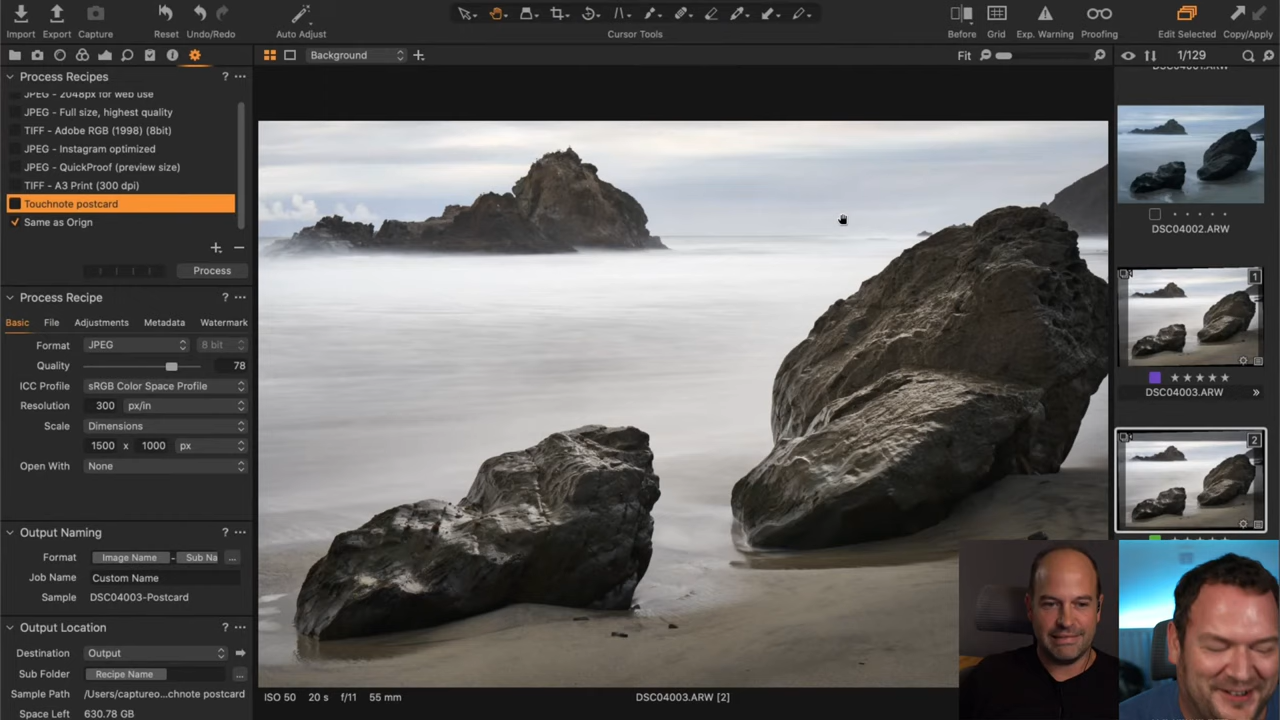 Import Export Capture Reset Undo/Redo Auto Adjust Cursor Tools Before Grid Exp. Warning Proofing Edit Selected Copy/Apply
Background Fit 1/129
Process Recipes ? ...
JPEG - 2048px for web use
JPEG - Full size, highest quality
TIFF - Adobe RGB (1998) (8bit)
JPEG - Instagram optimized
JPEG - QuickProof (preview size)
TIFF - A3 Print (300 dpi)
Touchnote postcard
Same as Orign
Process
Process Recipe ? ...
Basic File Adjustments Metadata Watermark
Format JPEG 8 bit
Quality 78
ICC Profile sRGB Color Space Profile
Resolution 300 px/in
Scale Dimensions
1500 x 1000 px
Open With None
Output Naming ? ...
Format Image Name - Sub Na ...
Job Name Custom Name
Sample DSC04003-Postcard
Output Location ? ...
Destination Output
Sub Folder Recipe Name ...
Sample Path /Users/captureo...chnote postcard
Space Left 630.78 GB
ISO 50 20 s f/11 55 mm DSC04003.ARW [2]
DSC04002.ARW
1
DSC04003.ARW
2